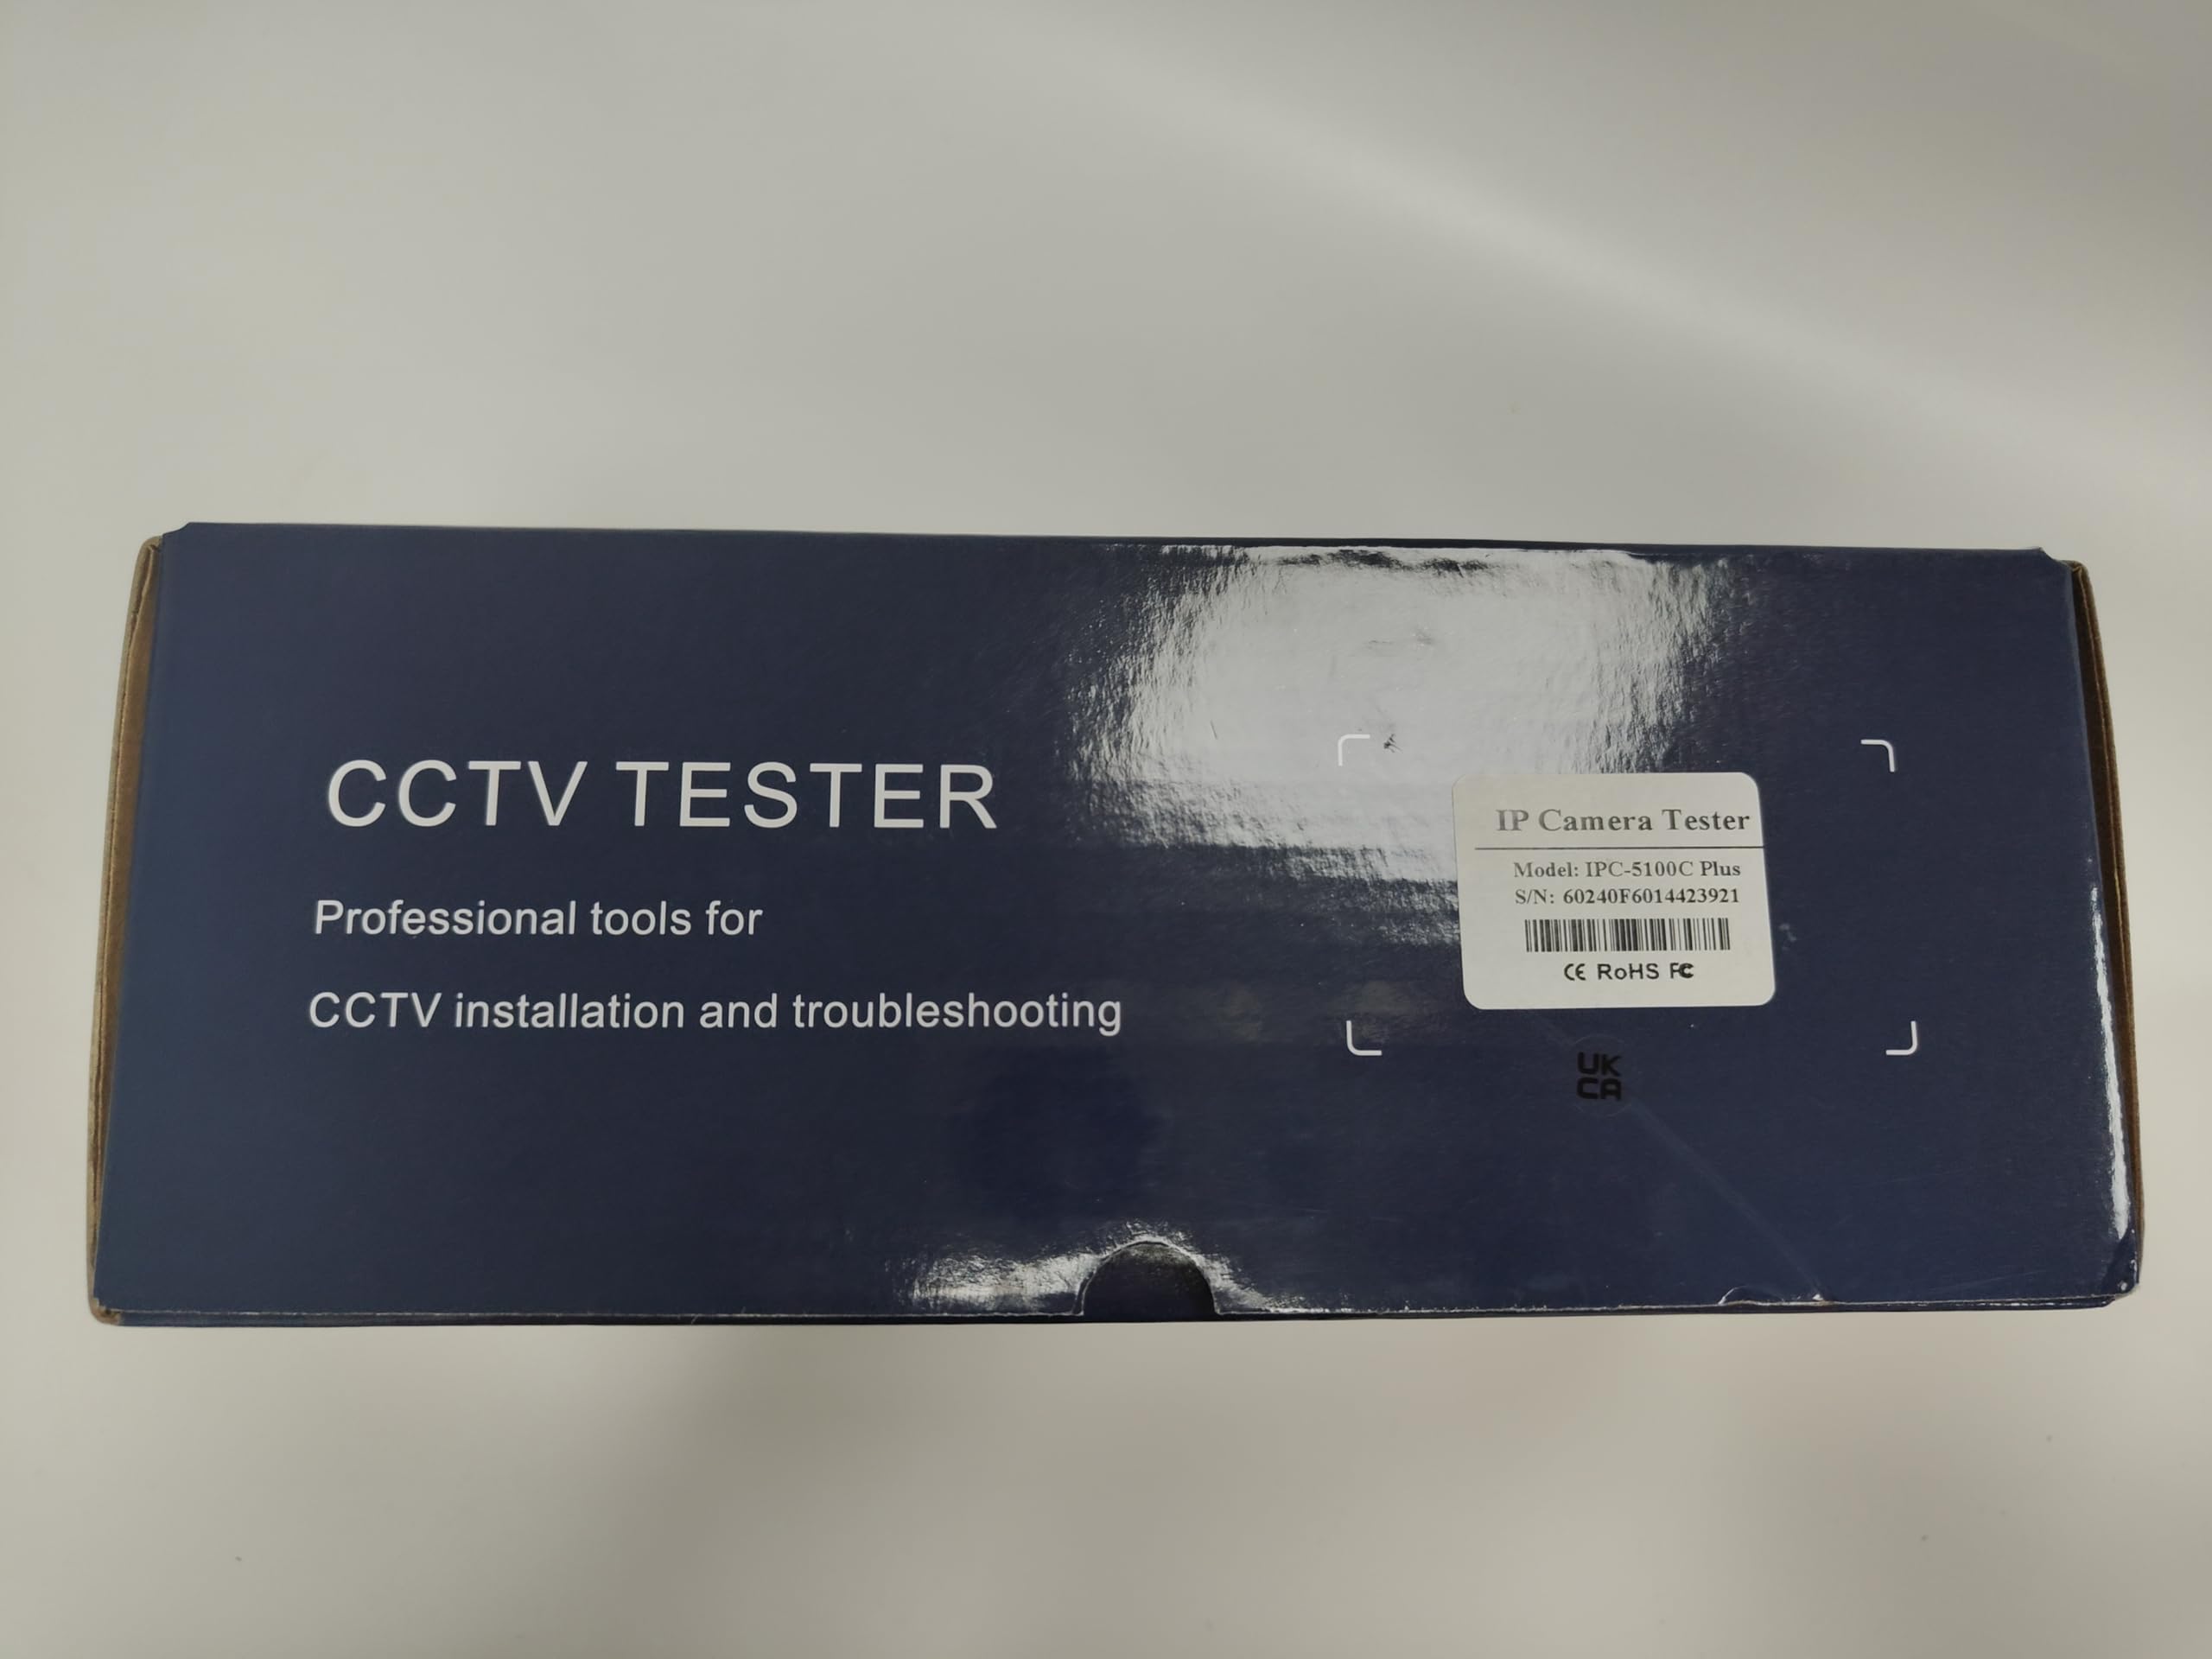 CCTV TESTER
Professional tools for
CCTV installation and troubleshooting
IP Camera Tester
Model: IPC-5100C Plus
S/N: 60240F6014423921
CE RoHS FC
UK
CA